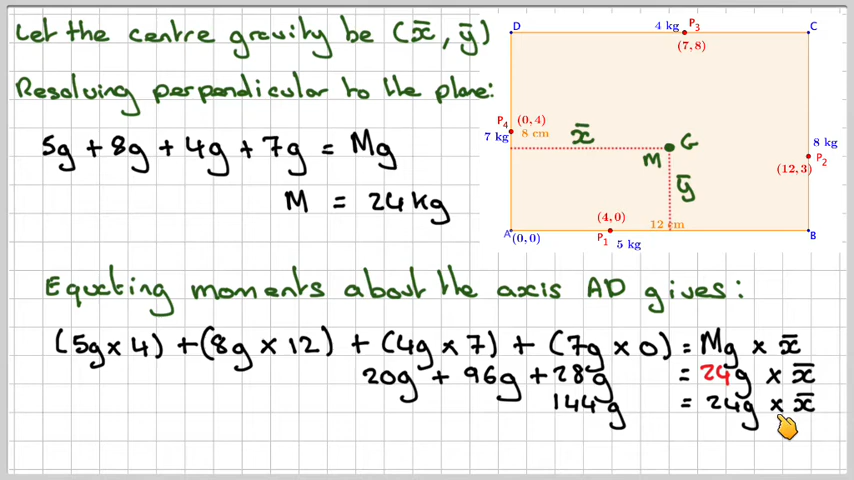 Let the centre gravity be (x̄, ȳ)
Resolving perpendicular to the plane:
5g + 8g + 4g + 7g = Mg
M = 24kg
D
4 kg
P3
(7,8)
C
P4
(0,4)
7 kg
8 cm
x̄
M
G
ȳ
8 kg
P2
(12,3)
(4,0)
12 cm
A
(0,0)
P1
5 kg
B
Equating moments about the axis AD gives:
(5g × 4) + (8g × 12) + (4g × 7) + (7g × 0) = Mg × x̄
20g + 96g + 28g = 24g × x̄
144g = 24g × x̄